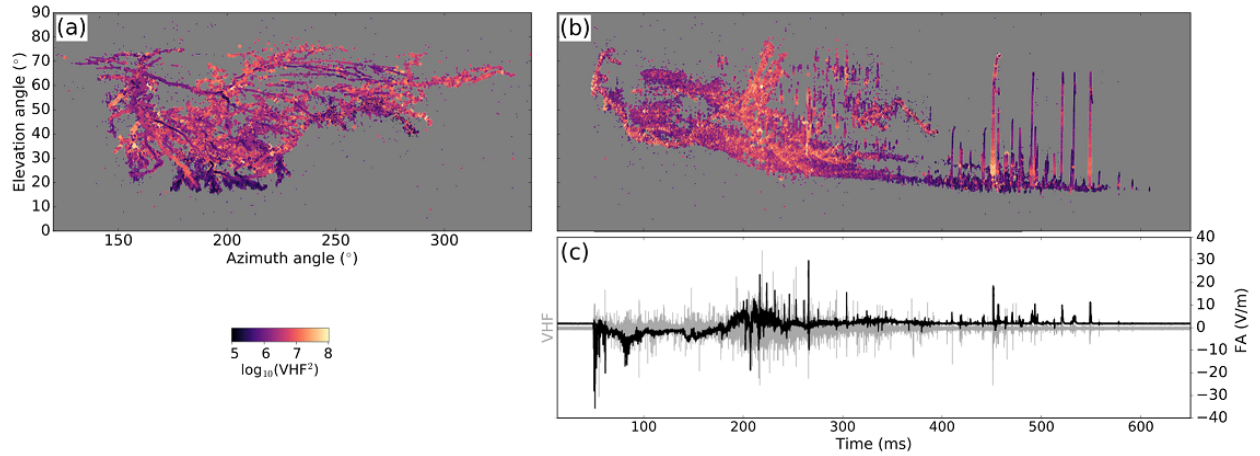 (a)
90
80
70
60
50
40
30
20
10
0
Elevation angle (°)
150 200 250 300
Azimuth angle (°)
5 6 7 8
log₁₀(VHF²)
(b)
(c)
VHF
40
30
20
10
0
−10
−20
−30
−40
FA (V/m)
100 200 300 400 500 600
Time (ms)